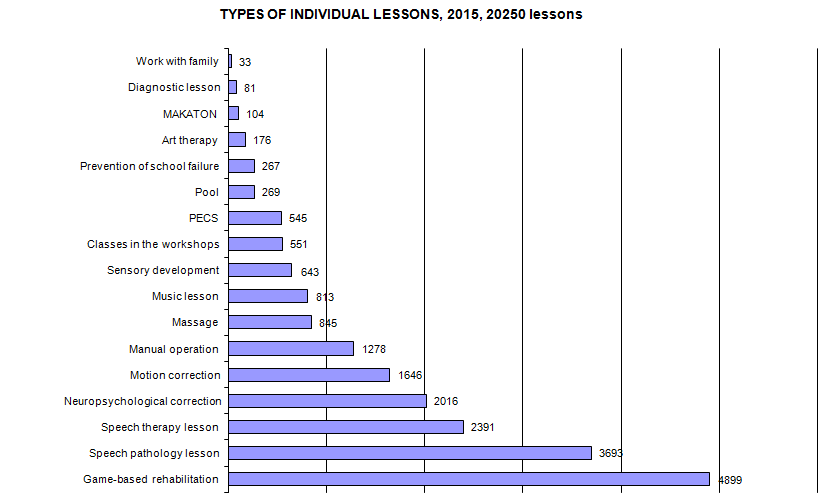 TYPES OF INDIVIDUAL LESSONS, 2015, 20250 lessons
Work with family 33
Diagnostic lesson 81
MAKATON 104
Art therapy 176
Prevention of school failure 267
Pool 269
PECS 545
Classes in the workshops 551
Sensory development 643
Music lesson 813
Massage 845
Manual operation 1278
Motion correction 1646
Neuropsychological correction 2016
Speech therapy lesson 2391
Speech pathology lesson 3693
Game-based rehabilitation 4899